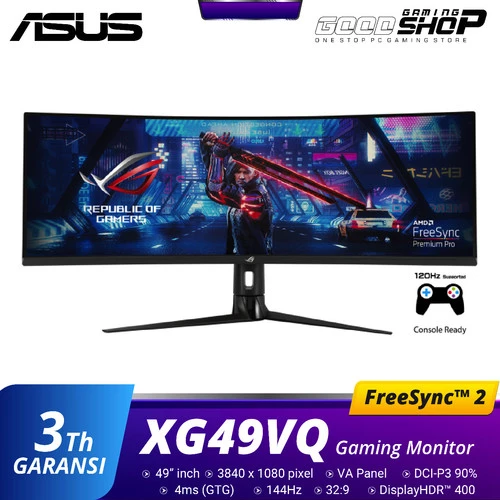 ASUS
GAMING
GOODSHOP
ONE STOP PC GAMING STORE
REPUBLIC OF
GAMERS
AMD
FreeSync
Premium Pro
120Hz Supported
Console Ready
FreeSync™ 2
3Th
GARANSI
XG49VQ Gaming Monitor
49" inch 3840 x 1080 pixel VA Panel DCI-P3 90%
4ms (GTG) 144Hz 32:9 DisplayHDR™ 400